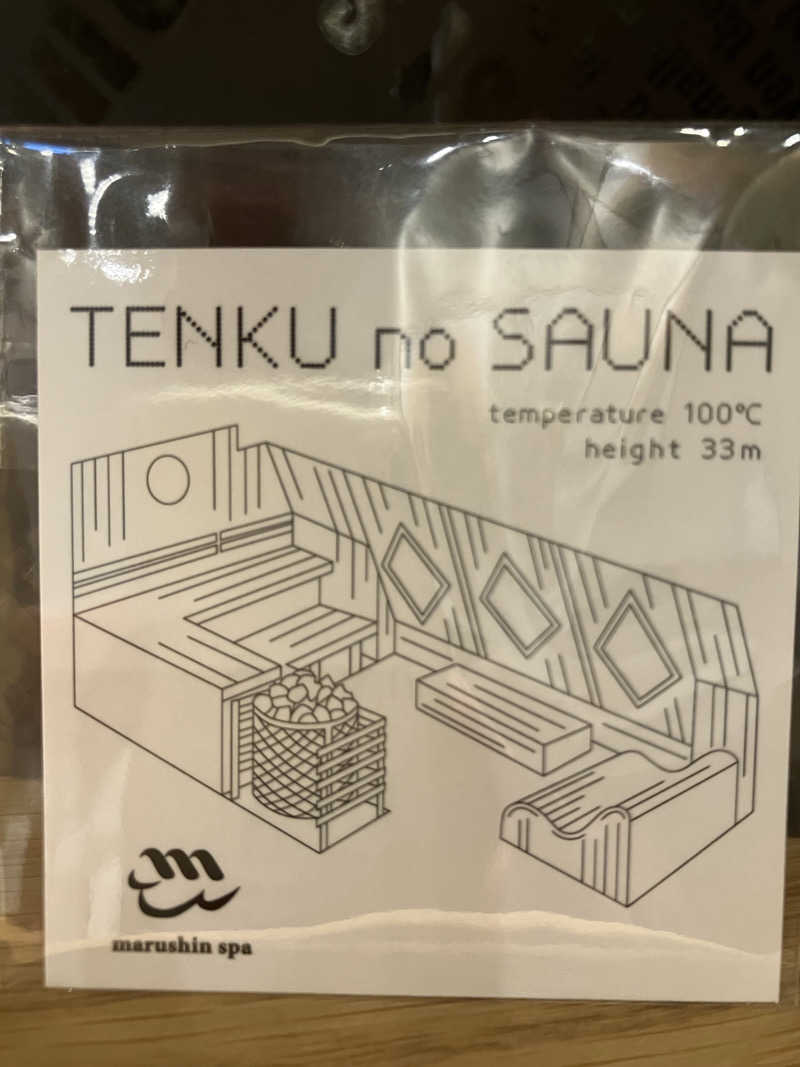 TENKU no SAUNA
temperature 100℃
height 33m
marushin spa